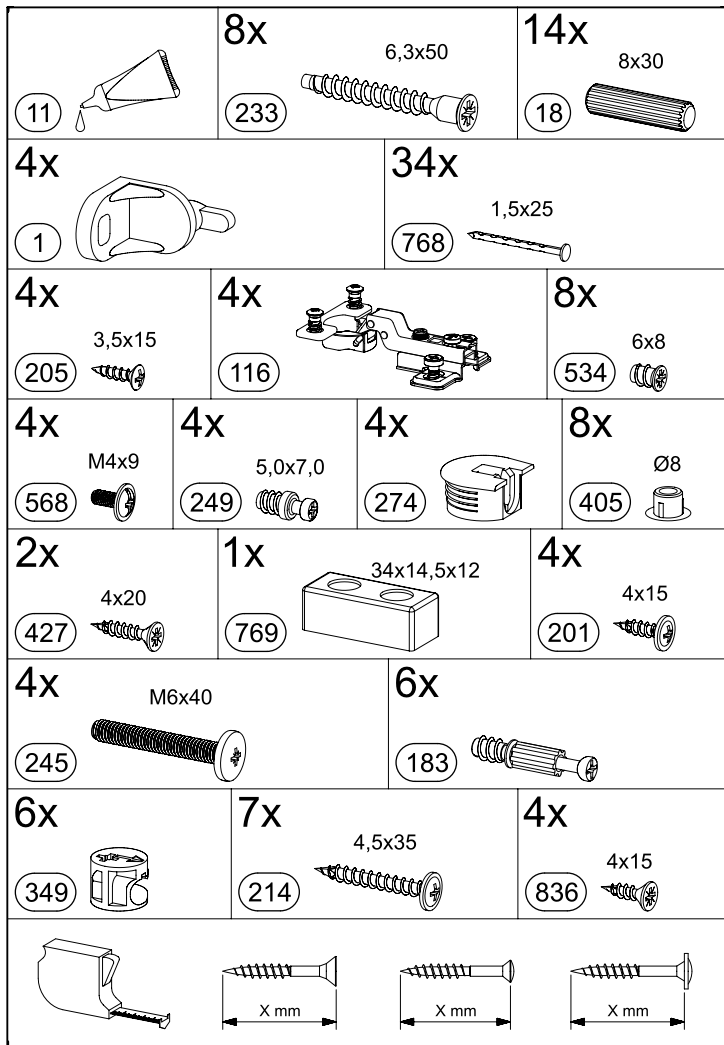 11
8x
6,3x50
233
14x
8x30
18
4x
1
34x
1,5x25
768
4x
3,5x15
205
4x
116
8x
6x8
534
4x
M4x9
568
4x
5,0x7,0
249
4x
274
8x
Ø8
405
2x
4x20
427
1x
34x14,5x12
769
4x
4x15
201
4x
M6x40
245
6x
183
6x
349
7x
4,5x35
214
4x
4x15
836
X mm
X mm
X mm